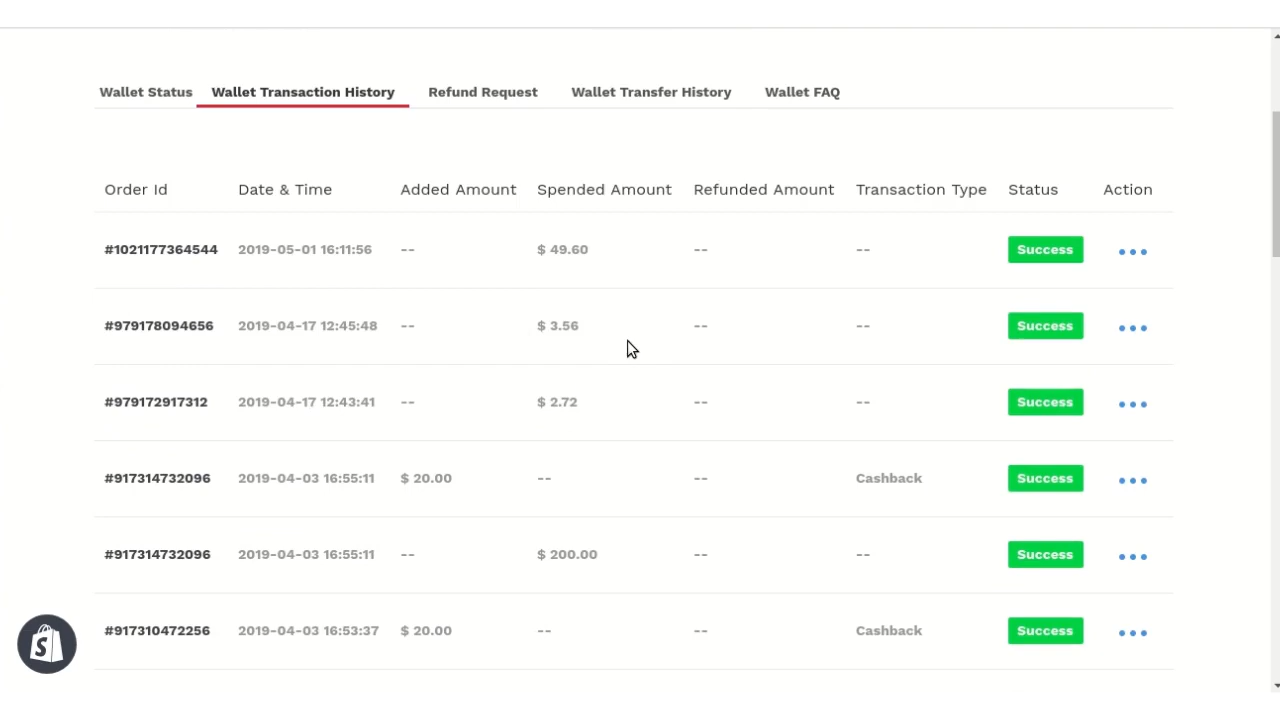 Wallet Status Wallet Transaction History Refund Request Wallet Transfer History Wallet FAQ
Order Id Date & Time Added Amount Spended Amount Refunded Amount Transaction Type Status Action
#1021177364544 2019-05-01 16:11:56 -- $ 49.60 -- -- Success
#979178094656 2019-04-17 12:45:48 -- $ 3.56 -- -- Success
#979172917312 2019-04-17 12:43:41 -- $ 2.72 -- -- Success
#917314732096 2019-04-03 16:55:11 $ 20.00 -- -- Cashback Success
#917314732096 2019-04-03 16:55:11 -- $ 200.00 -- -- Success
#917310472256 2019-04-03 16:53:37 $ 20.00 -- -- Cashback Success